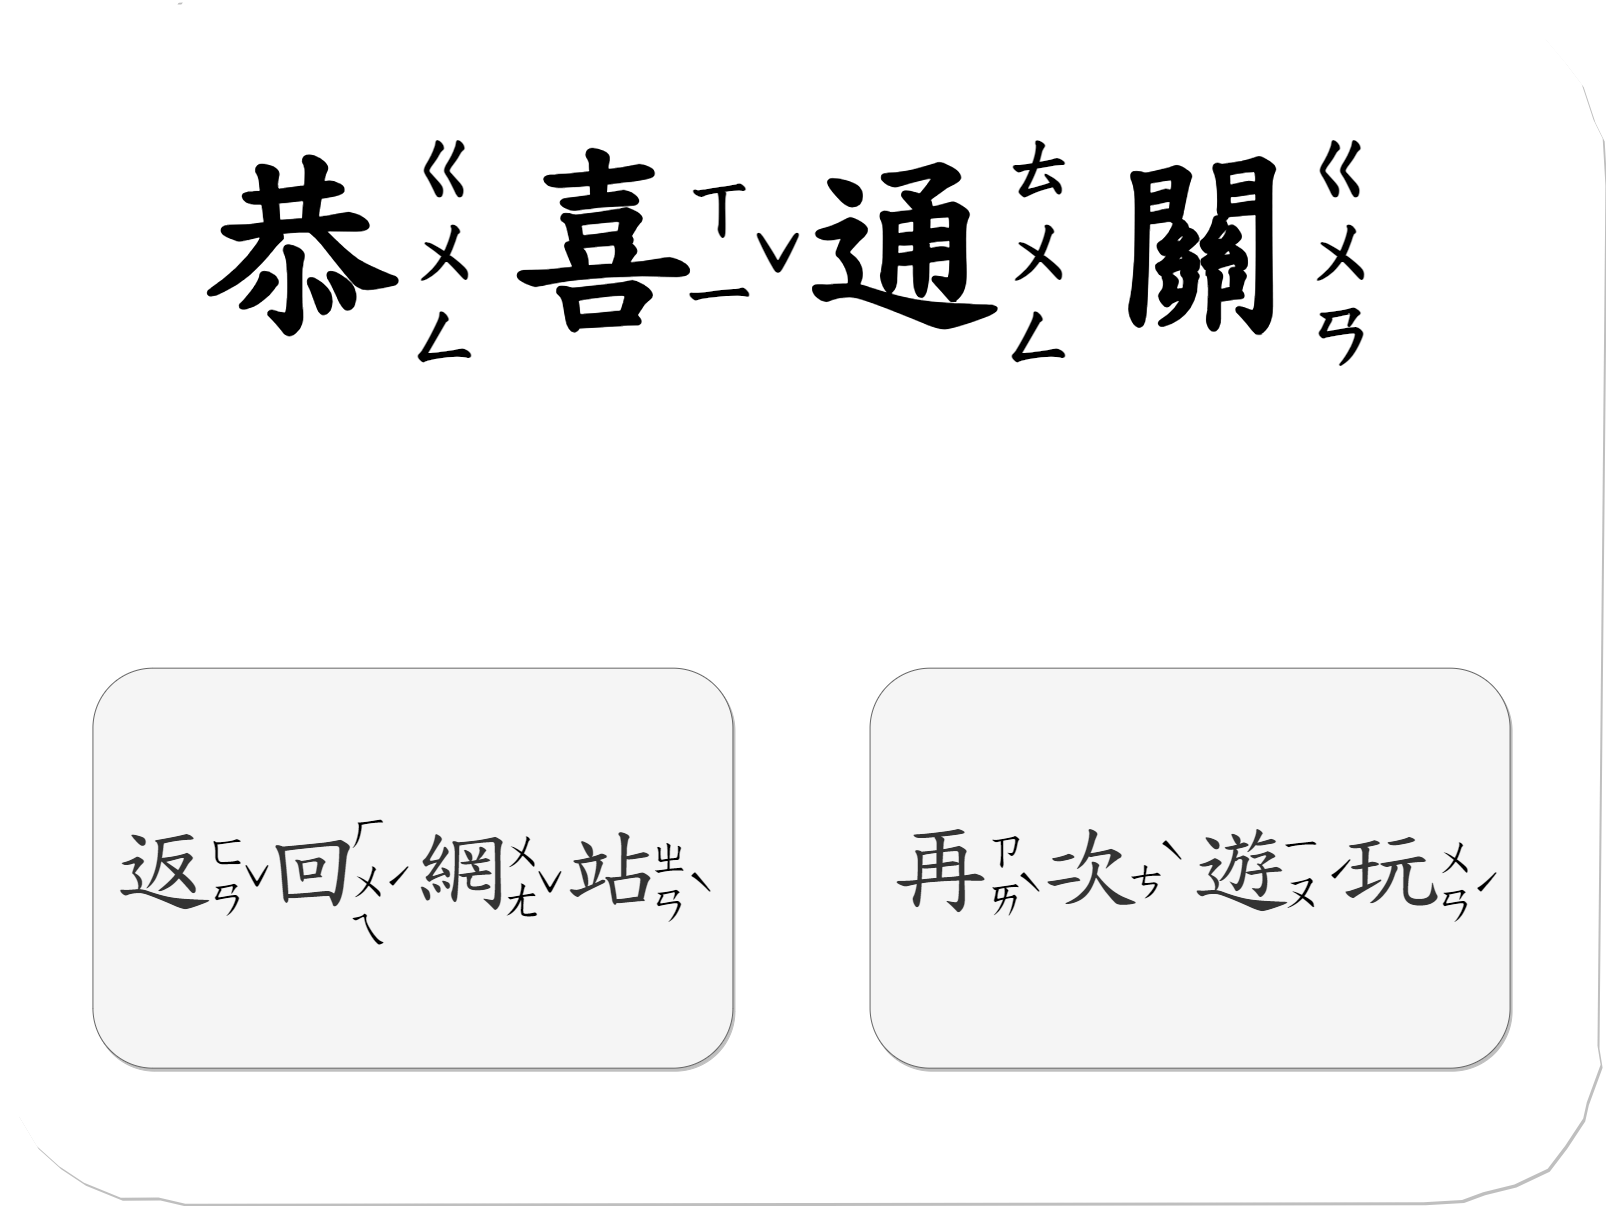 恭ㄍㄨㄥ喜ㄒㄧˇ通ㄊㄨㄥ關ㄍㄨㄢ
返ㄈㄢˇ回ㄏㄨㄟˊ網ㄨㄤˇ站ㄓㄢˋ
再ㄗㄞˋ次ㄘˋ遊ㄧㄡˊ玩ㄨㄢˊ